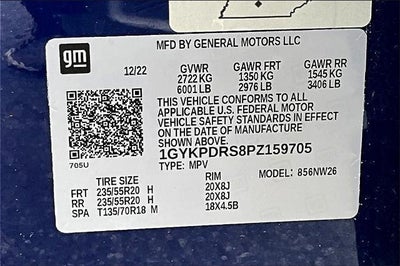 gm
MFD BY GENERAL MOTORS LLC
12/22 GVWR GAWR FRT GAWR RR
2722 KG 1350 KG 1545 KG
6001 LB 2976 LB 3406 LB
THIS VEHICLE CONFORMS TO ALL
APPLICABLE U.S. FEDERAL MOTOR
VEHICLE SAFETY STANDARDS IN EFFECT
ON THE DATE OF MANUFACTURE
SHOWN ABOVE.
705U 1GYKPDRS8PZ159705
TYPE: MPV MODEL: 856NW26
TIRE SIZE RIM
FRT 235/55R20 H 20X8J
RR 235/55R20 H 20X8J
SPA T135/70R18 M 18X4.5B